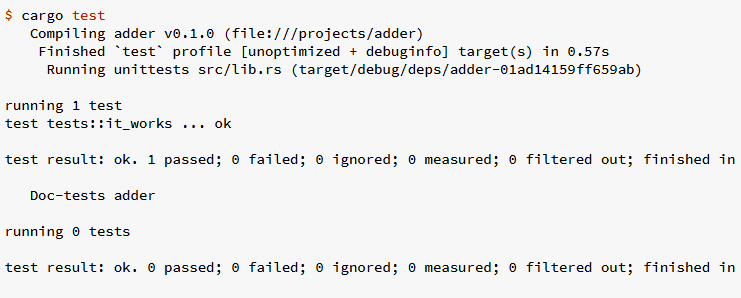 $ cargo test
   Compiling adder v0.1.0 (file:///projects/adder)
    Finished `test` profile [unoptimized + debuginfo] target(s) in 0.57s
     Running unittests src/lib.rs (target/debug/deps/adder-01ad14159ff659ab)
running 1 test
test tests::it_works ... ok
test result: ok. 1 passed; 0 failed; 0 ignored; 0 measured; 0 filtered out; finished in
   Doc-tests adder
running 0 tests
test result: ok. 0 passed; 0 failed; 0 ignored; 0 measured; 0 filtered out; finished in